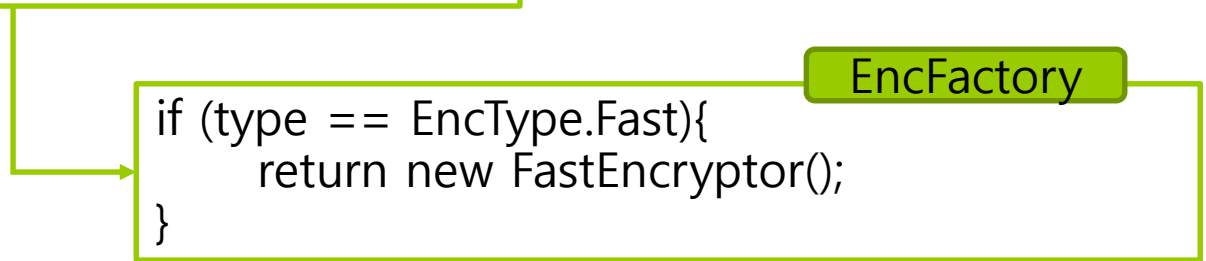 EncFactory
if (type == EncType.Fast){
return new FastEncryptor();
}